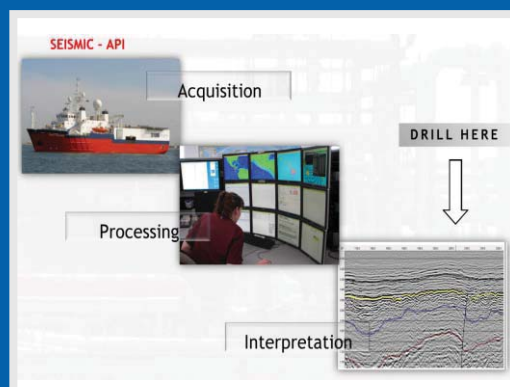 SEISMIC - API
Acquisition
DRILL HERE
Processing
Interpretation